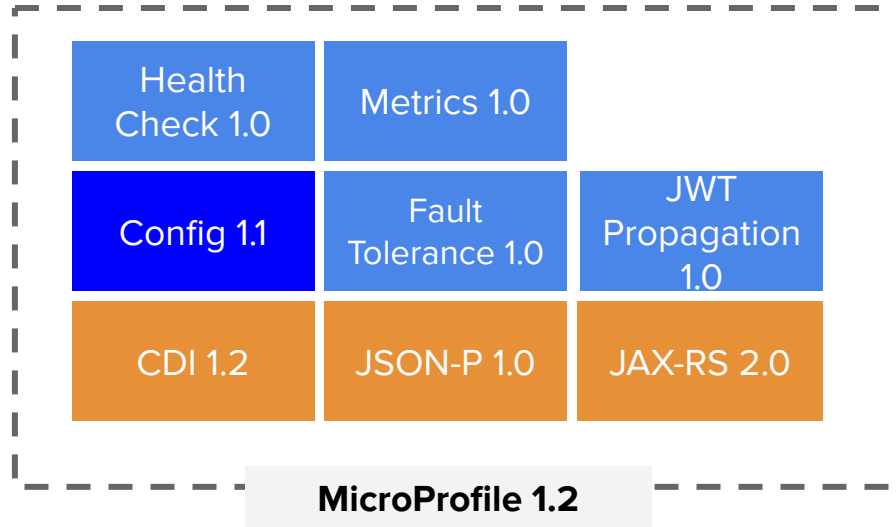 Health
Check 1.0
Metrics 1.0
Config 1.1
Fault
Tolerance 1.0
JWT
Propagation
1.0
CDI 1.2
JSON-P 1.0
JAX-RS 2.0
MicroProfile 1.2